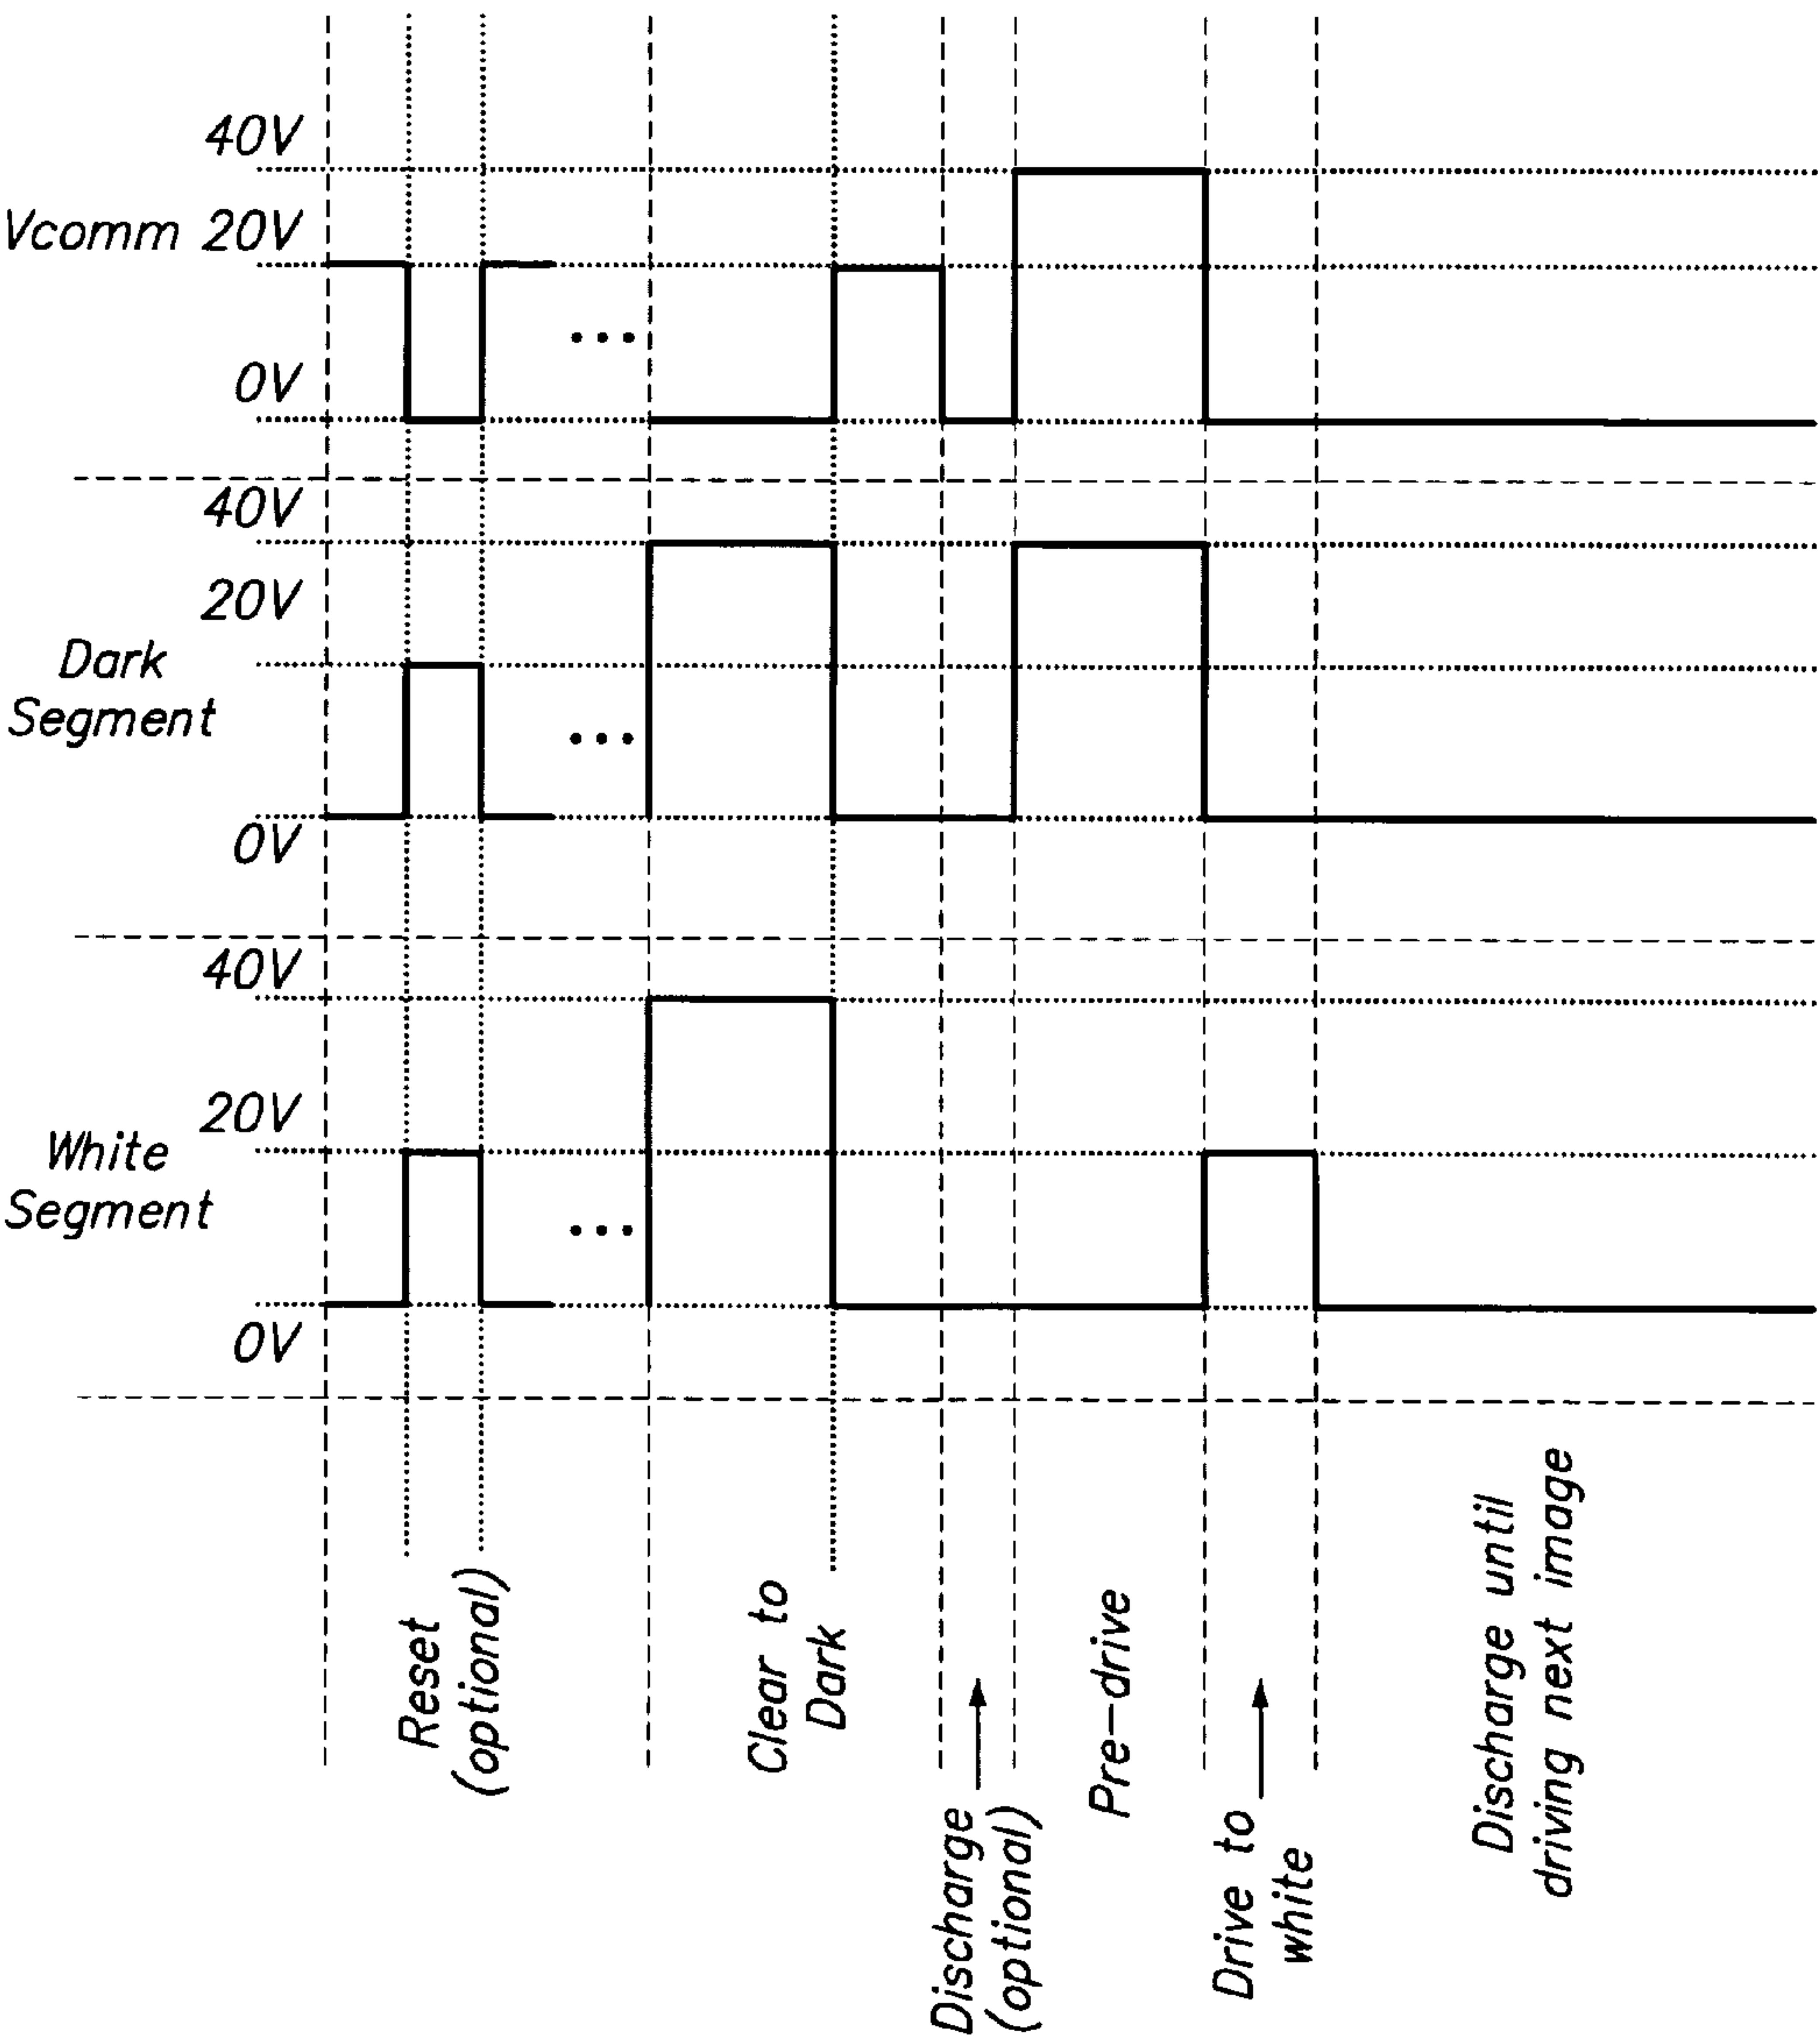 40V
Vcomm 20V
0V
40V
20V
Dark
Segment
0V
40V
20V
White
Segment
0V
Reset
(optional)
Clear to
Dark
Discharge
(optional)
Pre-drive
Drive to
white
Discharge until
driving next image